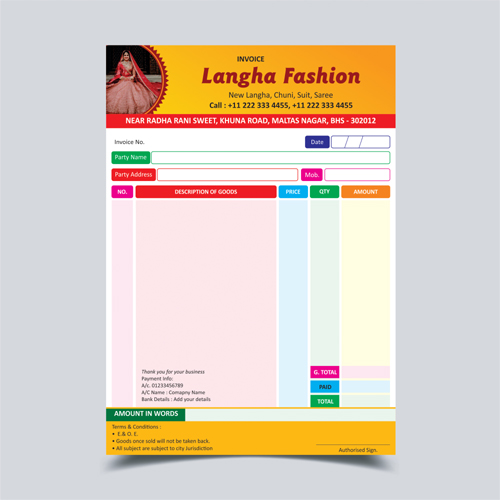 INVOICE
Langha Fashion
New Langha, Chuni, Suit, Saree
Call : +11 222 333 4455, +11 222 333 4455
NEAR RADHA RANI SWEET, KHUNA ROAD, MALTAS NAGAR, BHS - 302012
Invoice No. Date / /
Party Name
Party Address Mob.
NO. DESCRIPTION OF GOODS PRICE QTY AMOUNT
Thank you for your business
Payment Info:
A/c. 01233456789
A/C Name : Comapny Name
Bank Details : Add your details
G. TOTAL
PAID
TOTAL
AMOUNT IN WORDS
Terms & Conditions :
• E.& O. E.
• Goods once sold will not be taken back.
• All subject are subject to city Jurisdiction
Authorised Sign.